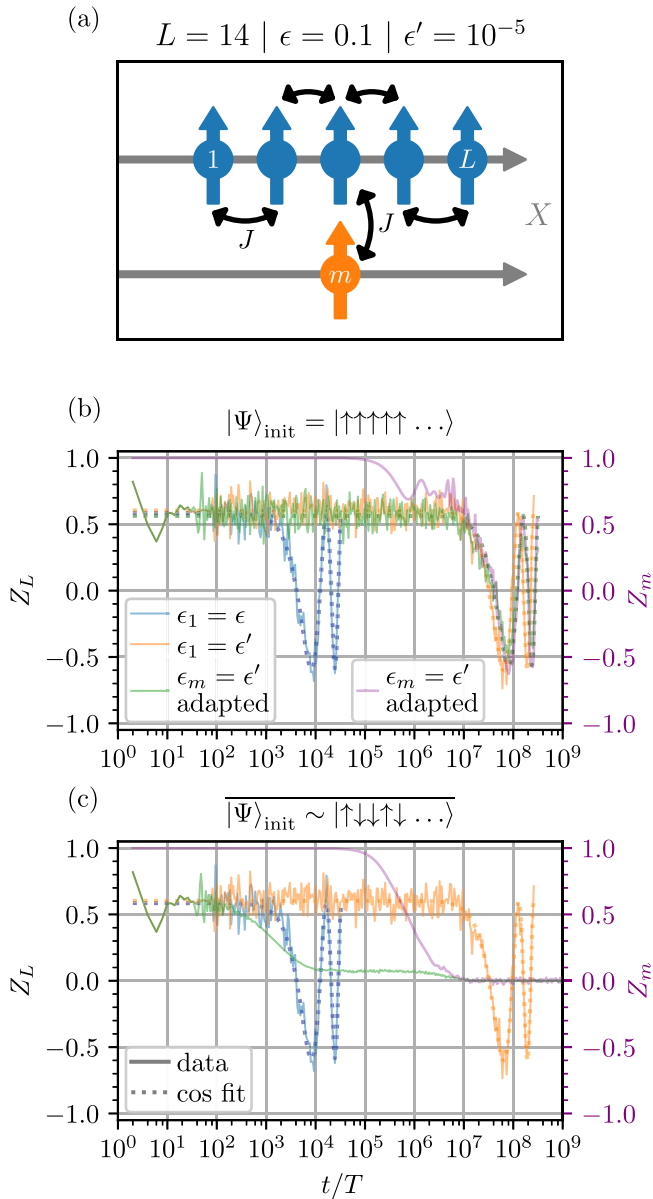 (a)
L = 14 | ϵ = 0.1 | ϵ′ = 10⁻⁵
1
L
J
J
X
m
(b)
|Ψ⟩init = |↑↑↑↑↑ ...⟩
1.0
0.5
0.0
−0.5
−1.0
Z_L
1.0
0.5
0.0
−0.5
−1.0
Z_m
ϵ₁ = ϵ
ϵ₁ = ϵ′
ϵ_m = ϵ′
adapted
ϵ_m = ϵ′
adapted
10⁰ 10¹ 10² 10³ 10⁴ 10⁵ 10⁶ 10⁷ 10⁸ 10⁹
(c)
|Ψ⟩init ∼ |↑↓↓↑↓ ...⟩
1.0
0.5
0.0
−0.5
−1.0
Z_L
1.0
0.5
0.0
−0.5
−1.0
Z_m
data
cos fit
10⁰ 10¹ 10² 10³ 10⁴ 10⁵ 10⁶ 10⁷ 10⁸ 10⁹
t/T